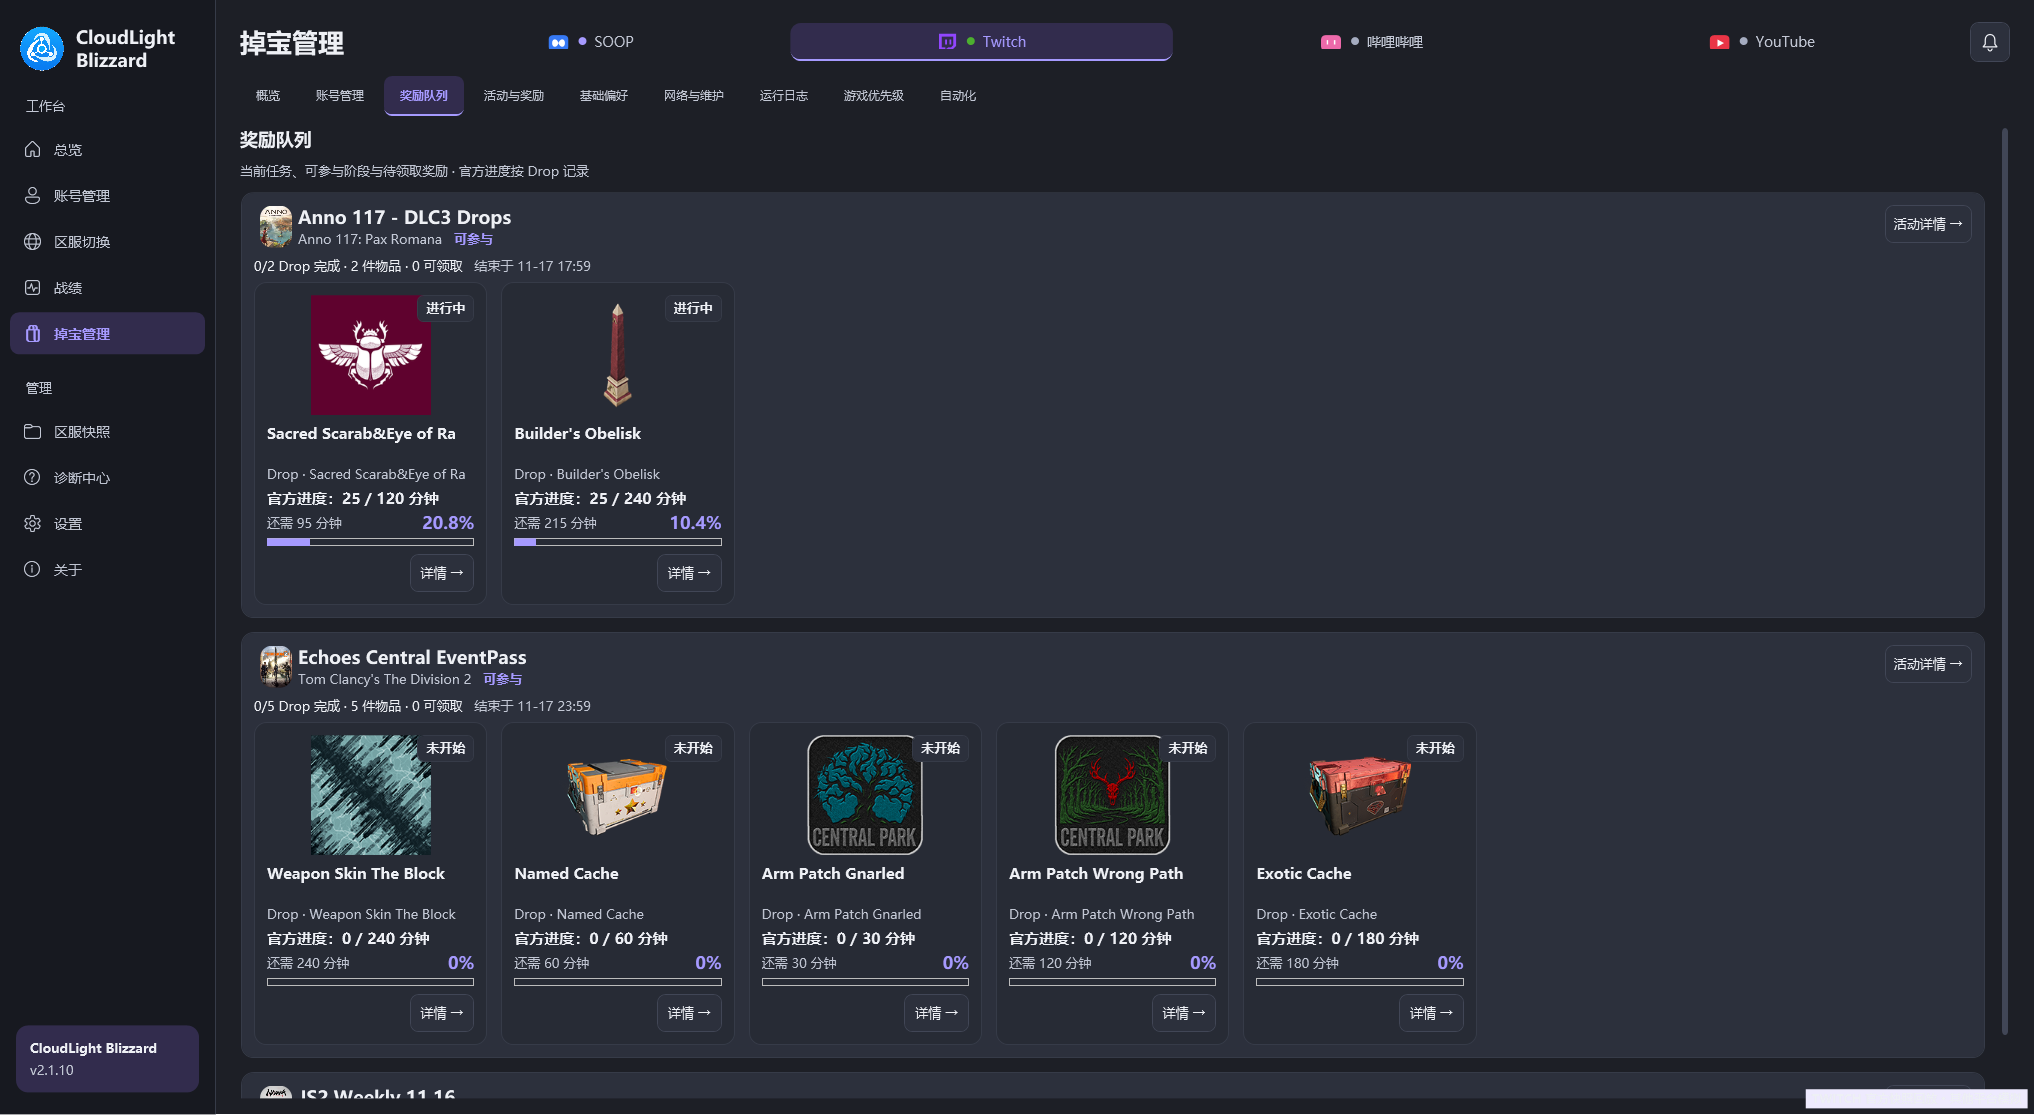 CloudLight
Blizzard
工作台
总览
账号管理
区服切换
战绩
掉宝管理
管理
区服快照
诊断中心
设置
关于
CloudLight Blizzard
v2.1.10
掉宝管理
SOOP
Twitch
哔哩哔哩
YouTube
概览
账号管理
奖励队列
活动与奖励
基础偏好
网络与维护
运行日志
游戏优先级
自动化
奖励队列
当前任务、可参与阶段与待领取奖励 · 官方进度按 Drop 记录
ANNO
Anno 117 - DLC3 Drops
Anno 117: Pax Romana 可参与
活动详情 →
0/2 Drop 完成 · 2 件物品 · 0 可领取 结束于 11-17 17:59
进行中
Sacred Scarab&Eye of Ra
Drop · Sacred Scarab&Eye of Ra
官方进度：25 / 120 分钟
还需 95 分钟 20.8%
详情 →
进行中
Builder's Obelisk
Drop · Builder's Obelisk
官方进度：25 / 240 分钟
还需 215 分钟 10.4%
详情 →
Echoes Central EventPass
Tom Clancy's The Division 2 可参与
活动详情 →
0/5 Drop 完成 · 5 件物品 · 0 可领取 结束于 11-17 23:59
未开始
Weapon Skin The Block
Drop · Weapon Skin The Block
官方进度：0 / 240 分钟
还需 240 分钟 0%
详情 →
未开始
Named Cache
Drop · Named Cache
官方进度：0 / 60 分钟
还需 60 分钟 0%
详情 →
未开始
CENTRAL PARK
Arm Patch Gnarled
Drop · Arm Patch Gnarled
官方进度：0 / 30 分钟
还需 30 分钟 0%
详情 →
未开始
CENTRAL PARK
Arm Patch Wrong Path
Drop · Arm Patch Wrong Path
官方进度：0 / 120 分钟
还需 120 分钟 0%
详情 →
未开始
Exotic Cache
Drop · Exotic Cache
官方进度：0 / 180 分钟
还需 180 分钟 0%
详情 →
IS2 Weekly 11.16